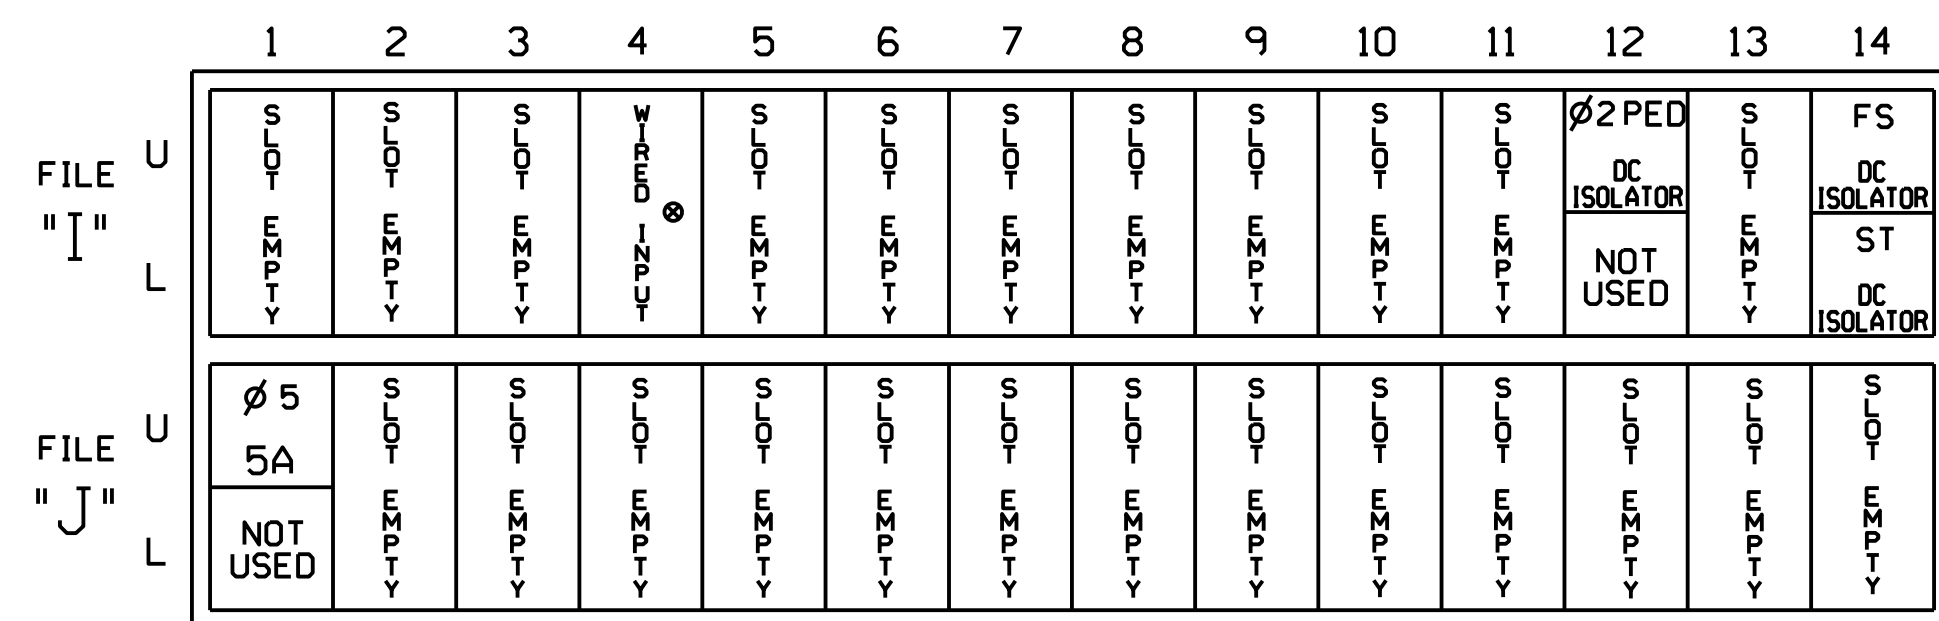 1 2 3 4 5 6 7 8 9 10 11 12 13 14
FILE "I"
U
L
SLOT EMPTY
SLOT EMPTY
SLOT EMPTY
WIRED INPUT ⊗
SLOT EMPTY
SLOT EMPTY
SLOT EMPTY
SLOT EMPTY
SLOT EMPTY
SLOT EMPTY
SLOT EMPTY
Ø2 PED
DC
ISOLATOR
NOT
USED
SLOT EMPTY
FS
DC
ISOLATOR
ST
DC
ISOLATOR
FILE "J"
U
L
Ø 5
5A
NOT
USED
SLOT EMPTY
SLOT EMPTY
SLOT EMPTY
SLOT EMPTY
SLOT EMPTY
SLOT EMPTY
SLOT EMPTY
SLOT EMPTY
SLOT EMPTY
SLOT EMPTY
SLOT EMPTY
SLOT EMPTY
SLOT EMPTY